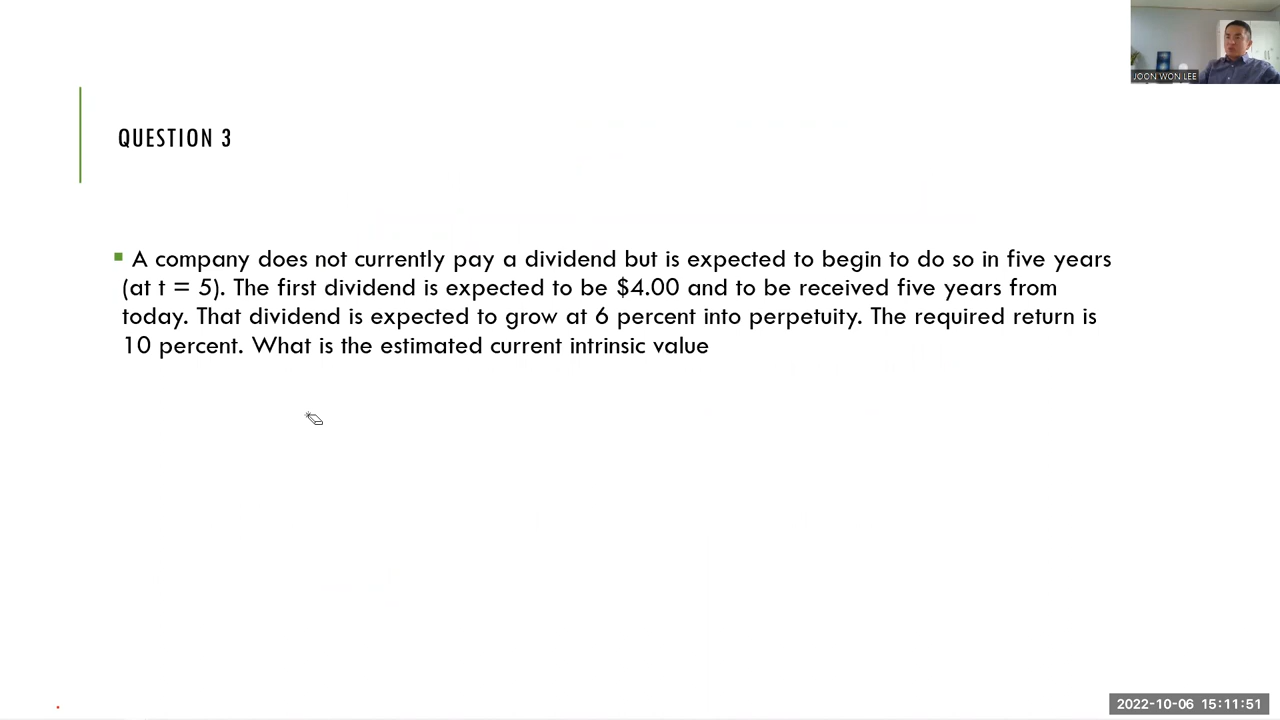 JOON WON LEE
QUESTION 3
A company does not currently pay a dividend but is expected to begin to do so in five years
(at t = 5). The first dividend is expected to be $4.00 and to be received five years from
today. That dividend is expected to grow at 6 percent into perpetuity. The required return is
10 percent. What is the estimated current intrinsic value
2022-10-06 15:11:51